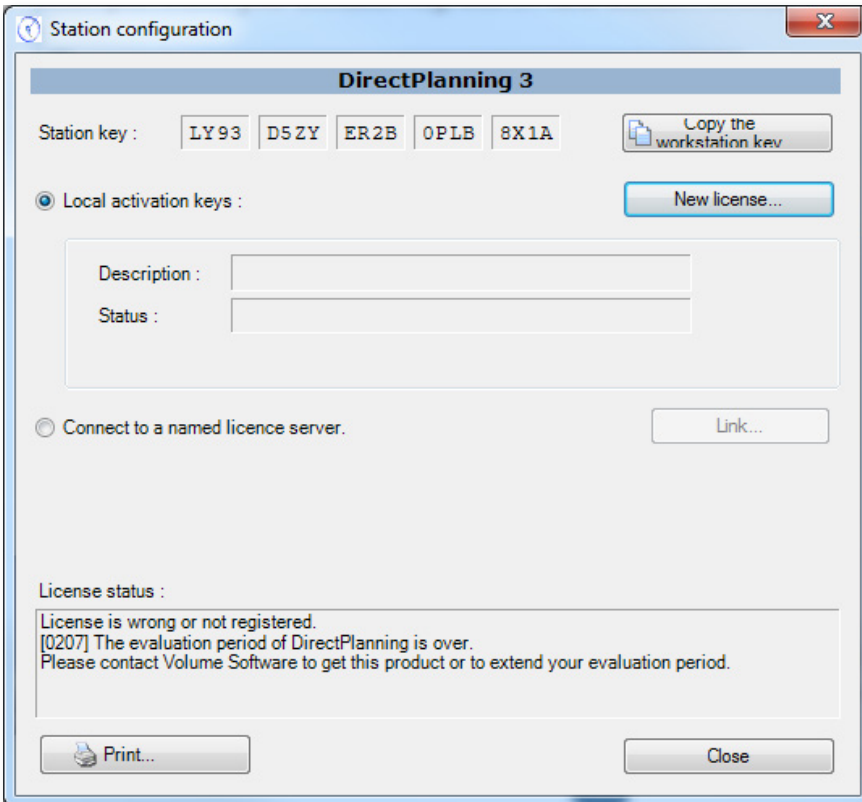 Station configuration
DirectPlanning 3
Station key :
LY93 D5ZY ER2B 0PLB 8X1A
Copy the
workstation key
Local activation keys :
New license...
Description :
Status :
Connect to a named licence server.
Link...
License status :
License is wrong or not registered.
[0207] The evaluation period of DirectPlanning is over.
Please contact Volume Software to get this product or to extend your evaluation period.
Print...
Close